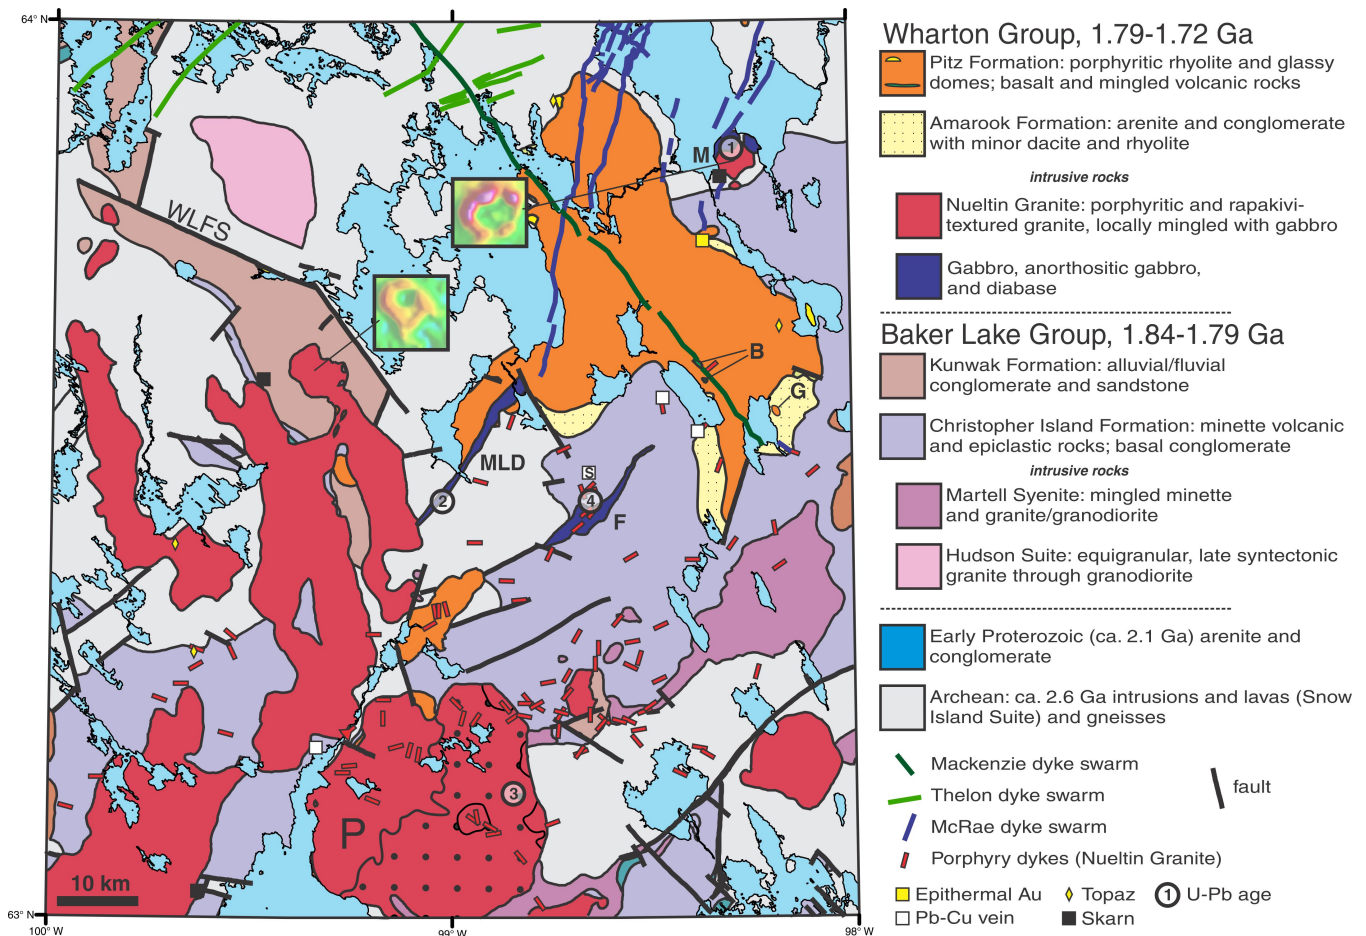 64° N
WLFS
M
1
B
G
MLD
2
S
4
F
3
P
10 km
63° N
100° W
99° W
98° W
Wharton Group, 1.79-1.72 Ga
Pitz Formation: porphyritic rhyolite and glassy
domes; basalt and mingled volcanic rocks
Amarook Formation: arenite and conglomerate
with minor dacite and rhyolite
intrusive rocks
Nueltin Granite: porphyritic and rapakivi-
textured granite, locally mingled with gabbro
Gabbro, anorthositic gabbro,
and diabase
Baker Lake Group, 1.84-1.79 Ga
Kunwak Formation: alluvial/fluvial
conglomerate and sandstone
Christopher Island Formation: minette volcanic
and epiclastic rocks; basal conglomerate
intrusive rocks
Martell Syenite: mingled minette
and granite/granodiorite
Hudson Suite: equigranular, late syntectonic
granite through granodiorite
Early Proterozoic (ca. 2.1 Ga) arenite and
conglomerate
Archean: ca. 2.6 Ga intrusions and lavas (Snow
Island Suite) and gneisses
Mackenzie dyke swarm
Thelon dyke swarm
fault
McRae dyke swarm
Porphyry dykes (Nueltin Granite)
Epithermal Au
Topaz
1 U-Pb age
Pb-Cu vein
Skarn